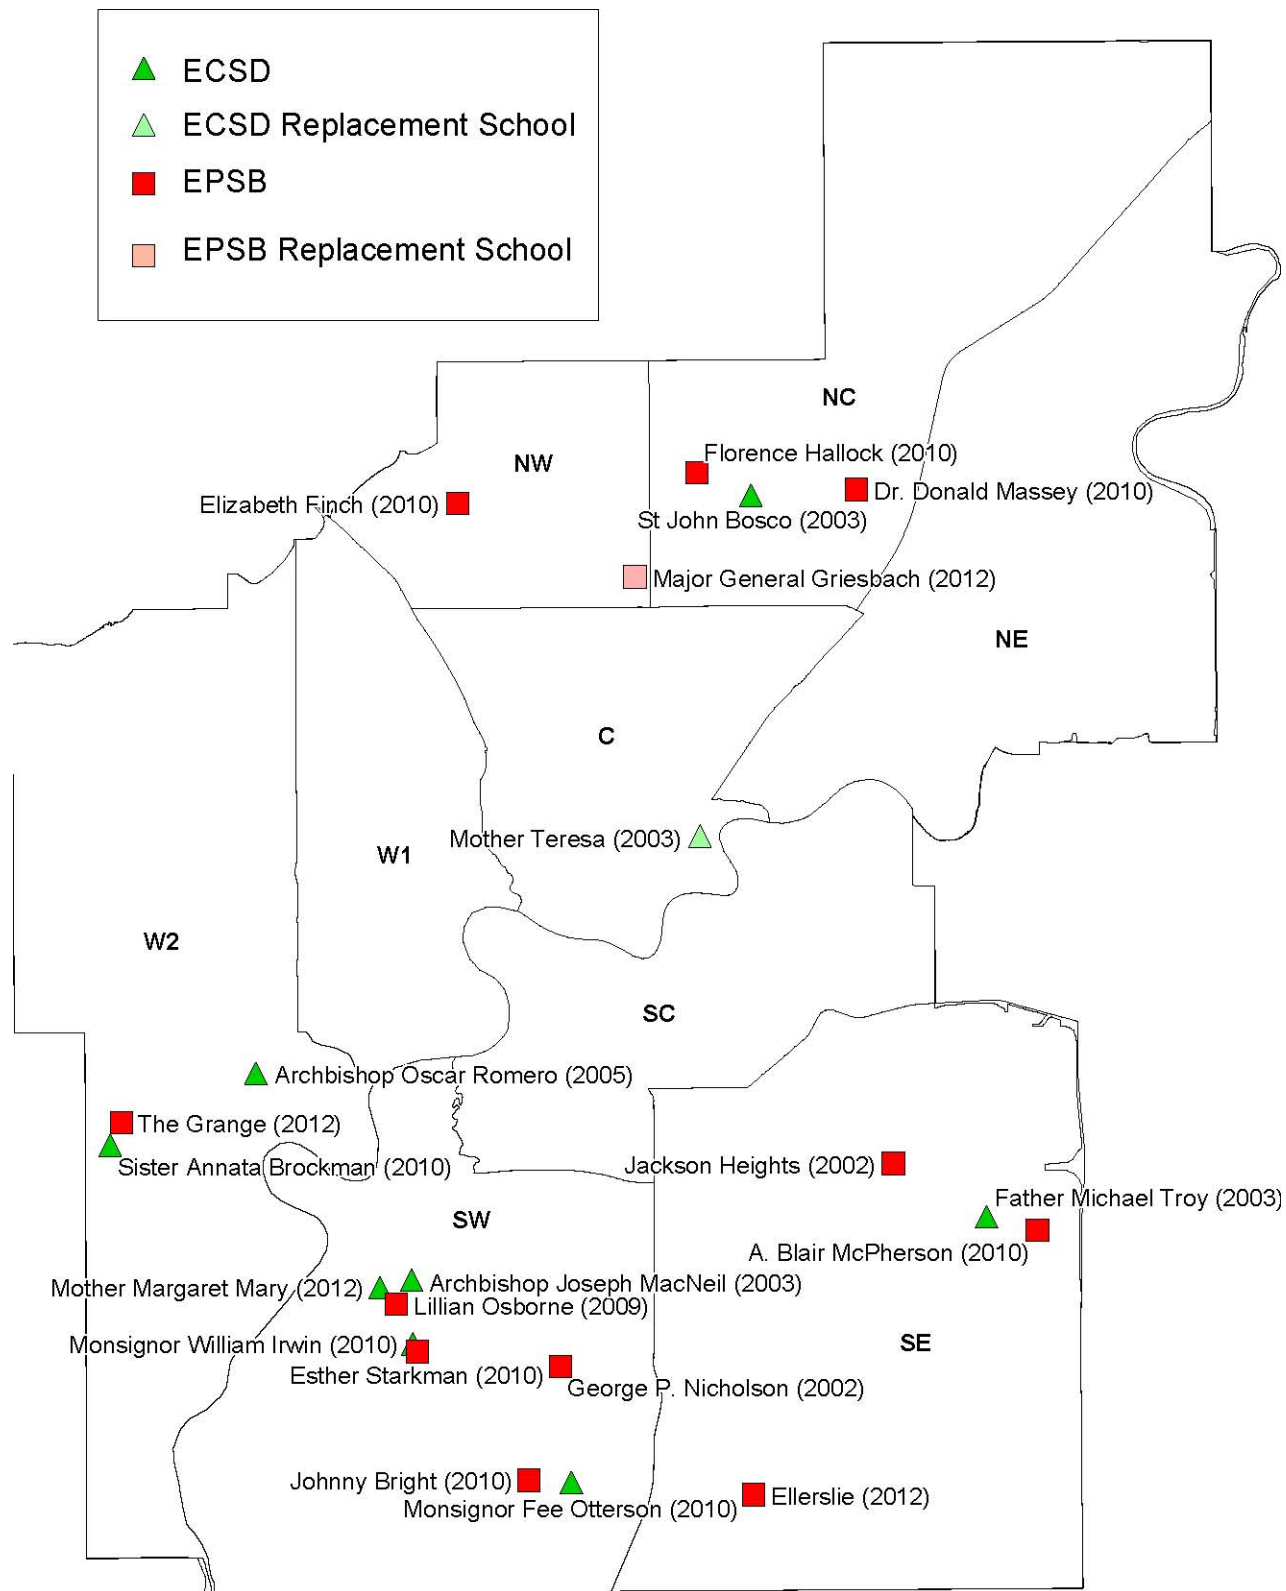 ECSD
ECSD Replacement School
EPSB
EPSB Replacement School
NC
Florence Hallock (2010)
NW
Elizabeth Finch (2010)
Dr. Donald Massey (2010)
St John Bosco (2003)
Major General Griesbach (2012)
NE
C
Mother Teresa (2003)
W1
W2
SC
Archbishop Oscar Romero (2005)
The Grange (2012)
Sister Annata Brockman (2010)
Jackson Heights (2002)
Father Michael Troy (2003)
SW
A. Blair McPherson (2010)
Mother Margaret Mary (2012)
Archbishop Joseph MacNeil (2003)
Lillian Osborne (2009)
Monsignor William Irwin (2010)
SE
Esther Starkman (2010)
George P. Nicholson (2002)
Johnny Bright (2010)
Monsignor Fee Otterson (2010)
Ellerslie (2012)